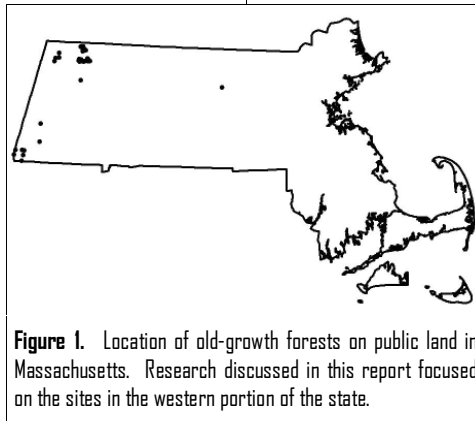 Figure 1. Location of old-growth forests on public land in
Massachusetts. Research discussed in this report focused
on the sites in the western portion of the state.